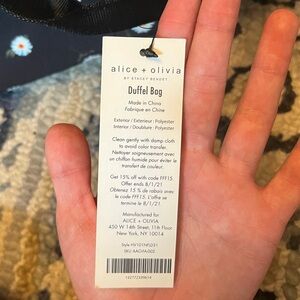 alice + olivia
BY STACEY BENDET
Duffel Bag
Made in China
Fabriqué en Chine
Exterior / Exterieur : Polyester
Interior / Doublure : Polyester
Clean gently with damp cloth
to avoid color transfer.
Nettoyer soigneusement avec
un chiffon humide pour éviter le
transfert de couleur.
Get 15% off with code FFF15.
Offer ends 8/1/21.
Obtenez 15 % de rabais avec
le code FFF15. L'offre se
termine le 8/1/21.
Manufactured for:
ALICE + OLIVIA
450 W 14th Street, 11th Floor
New York, NY 10014
SKU: AAOVFA-002